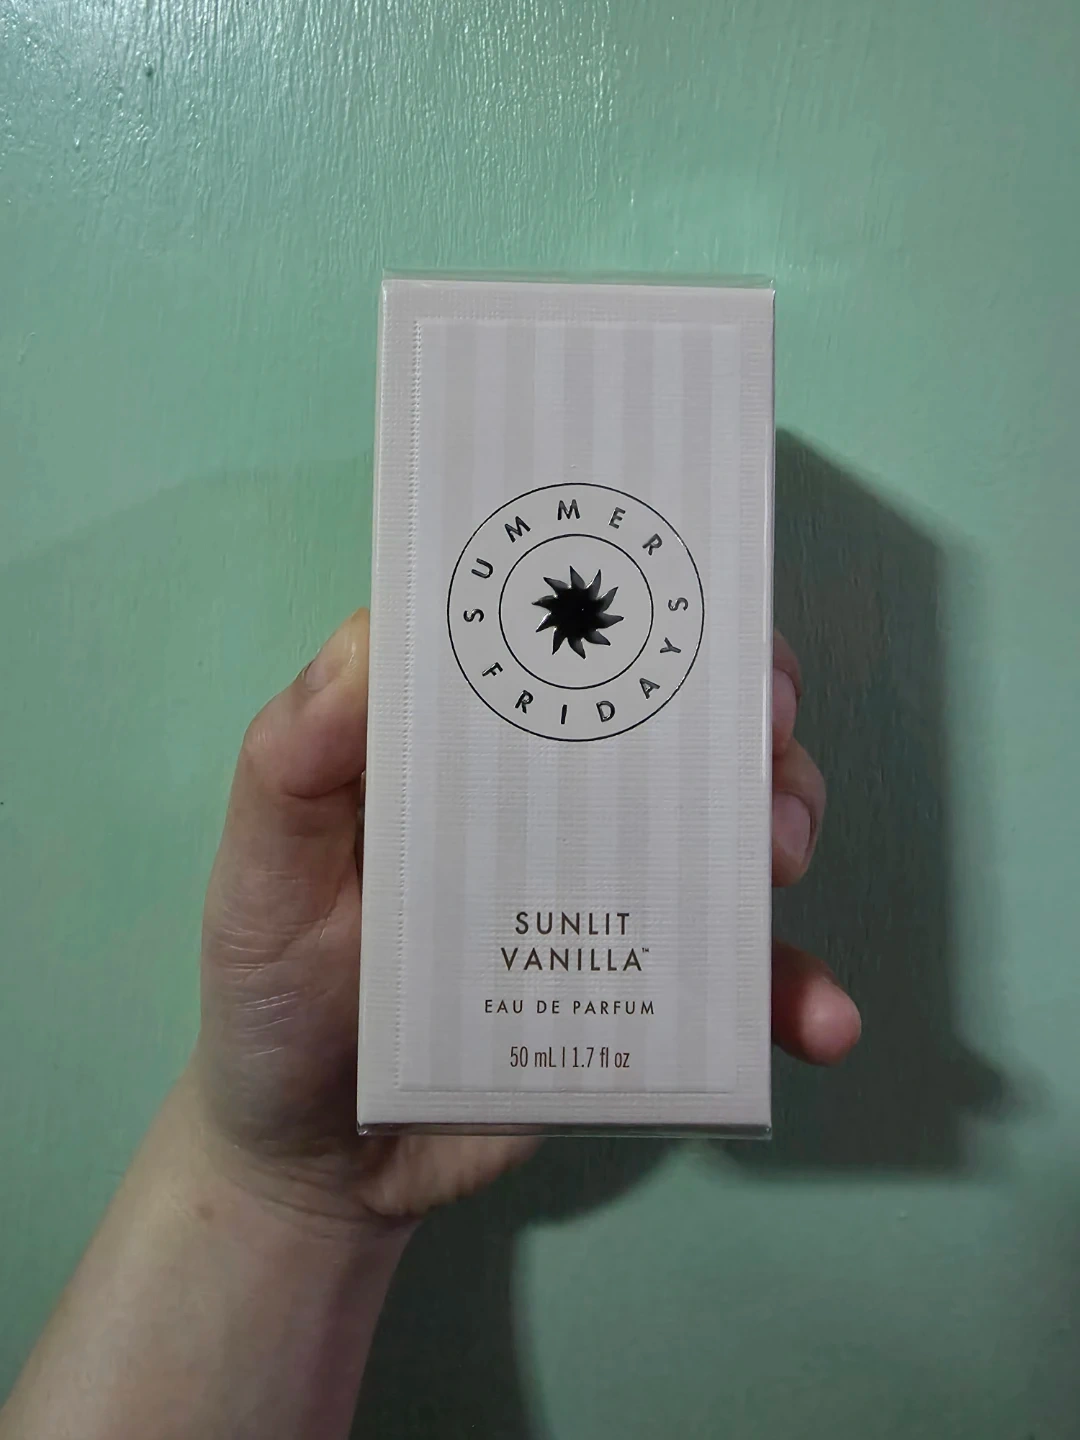 SUMMER FRIDAYS
SUNLIT
VANILLA™
EAU DE PARFUM
50 mL | 1.7 fl oz